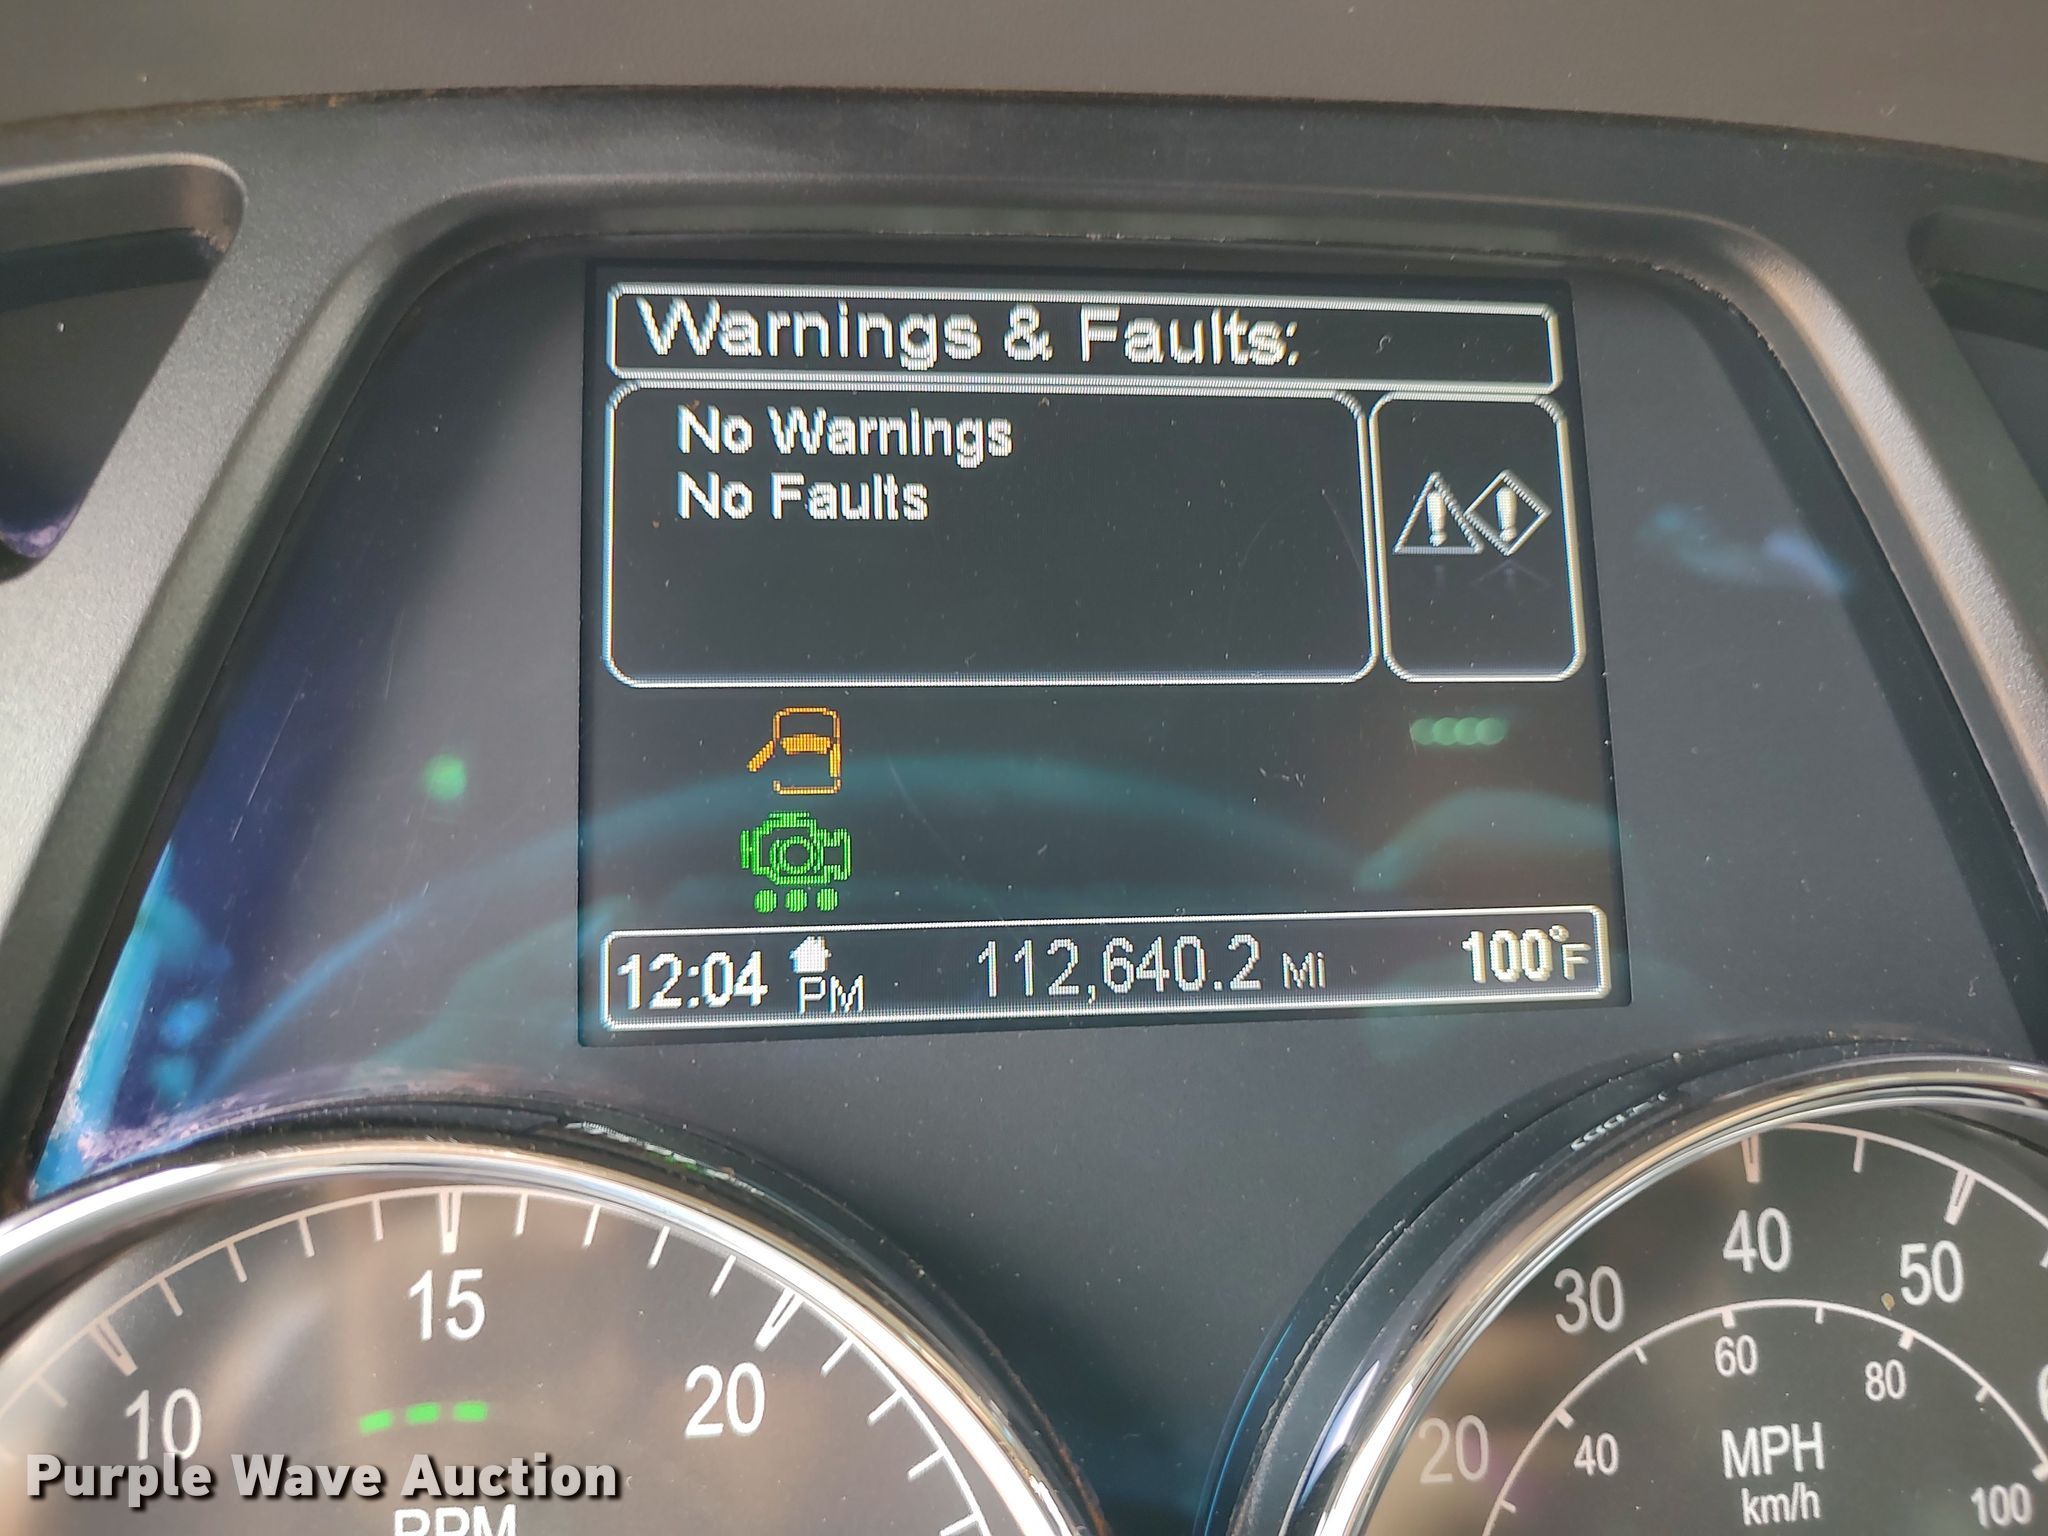 Warnings & Faults:
No Warnings
No Faults
12:04 PM 112,640.2 Mi 100°F
10 15 20
RPM
20 30 40 50
40 60 80 100
MPH
km/h
Purple Wave Auction